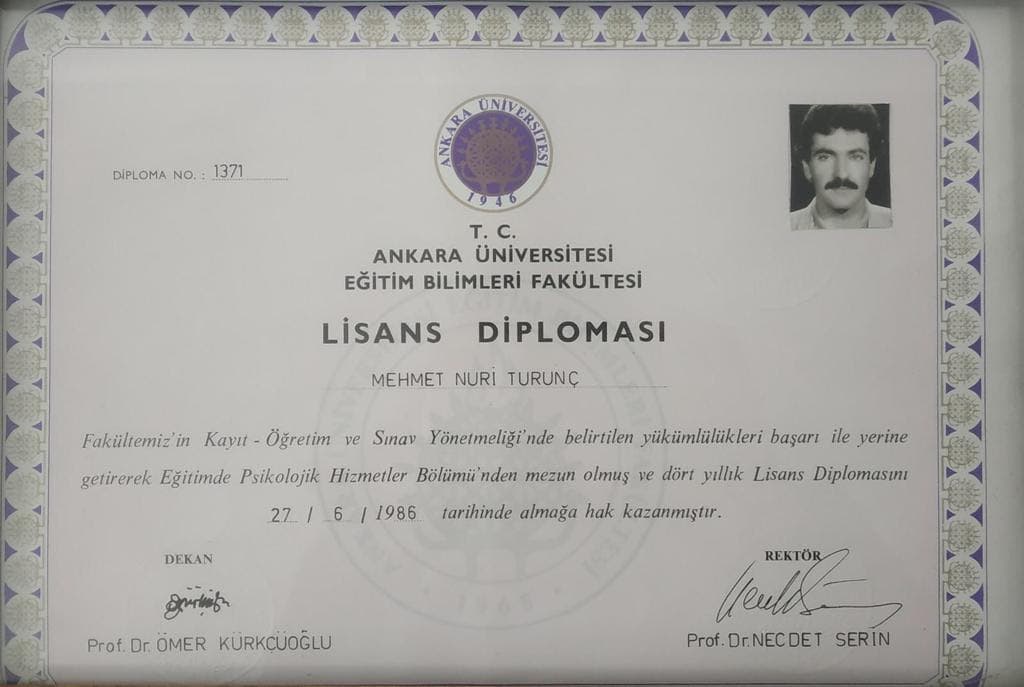 ANKARA ÜNİVERSİTESİ
1946
DİPLOMA NO. : 1371
T. C.
ANKARA ÜNİVERSİTESİ
EĞİTİM BİLİMLERİ FAKÜLTESİ
LİSANS DİPLOMASI
MEHMET NURİ TURUNÇ
Fakültemiz'in Kayıt - Öğretim ve Sınav Yönetmeliği'nde belirtilen yükümlülükleri başarı ile yerine
getirerek Eğitimde Psikolojik Hizmetler Bölümü'nden mezun olmuş ve dört yıllık Lisans Diplomasını
27 / 6 / 1986 tarihinde almağa hak kazanmıştır.
DEKAN
Prof. Dr. ÖMER KÜRKÇÜOĞLU
REKTÖR
Prof. Dr. NECDET SERİN